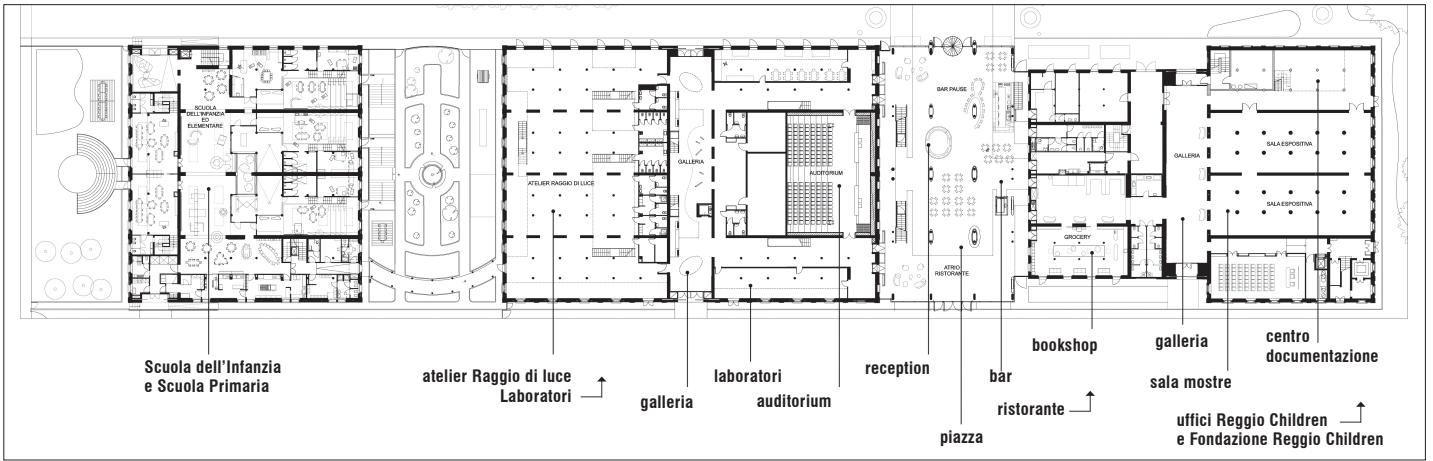 SCUOLA
DELL'INFANZIA
ED
ELEMENTARE
ATELIER RAGGIO DI LUCE
GALLERIA
AUDITORIUM
BAR PAUSE
ATRIO
RISTORANTE
GROCERY
GALLERIA
SALA ESPOSITIVA
SALA ESPOSITIVA
Scuola dell'Infanzia
e Scuola Primaria
atelier Raggio di luce
Laboratori
galleria
laboratori
auditorium
reception
piazza
bar
ristorante
bookshop
galleria
sala mostre
centro
documentazione
uffici Reggio Children
e Fondazione Reggio Children